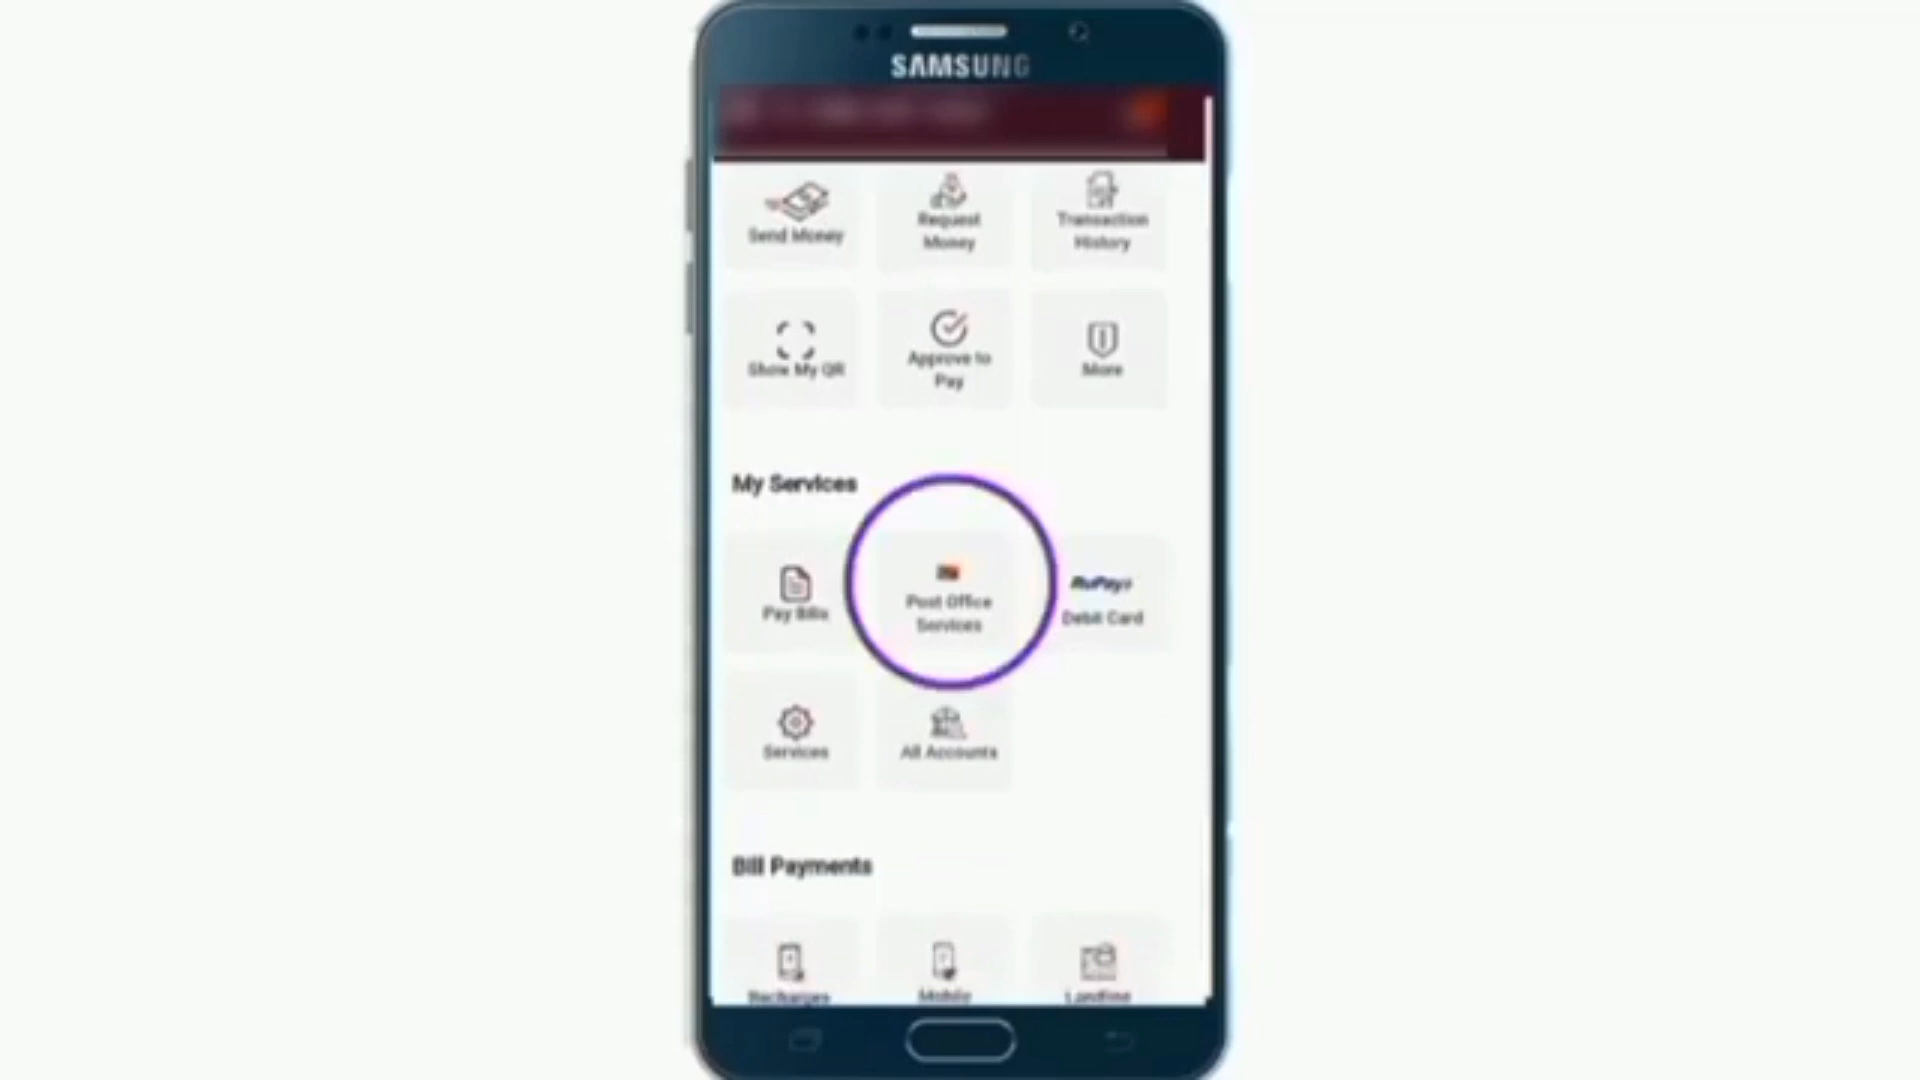 SAMSUNG
Send Money
Request
Money
Transaction
History
Show My QR
Approve to
Pay
More
My Services
Pay Bills
Post Office
Services
RuPay
Debit Card
Services
All Accounts
Bill Payments
Recharges
Mobile
Landline